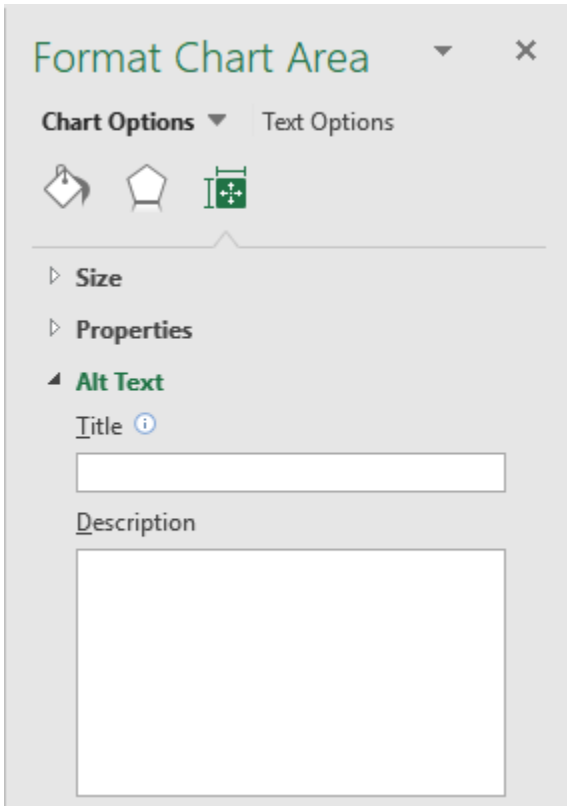 Format Chart Area
Chart Options Text Options
Size
Properties
Alt Text
Title
Description